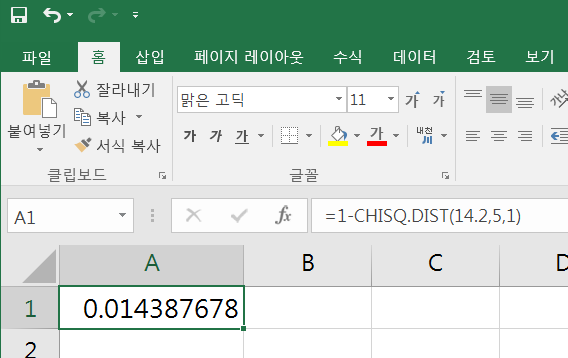 파일 홈 삽입 페이지 레이아웃 수식 데이터 검토 보기
잘라내기
맑은 고딕 11 가 가
붙여넣기 복사
서식 복사
가 가 가 가 내천
클립보드 글꼴
A1 fx =1-CHISQ.DIST(14.2,5,1)
A B C D
1 0.014387678
2